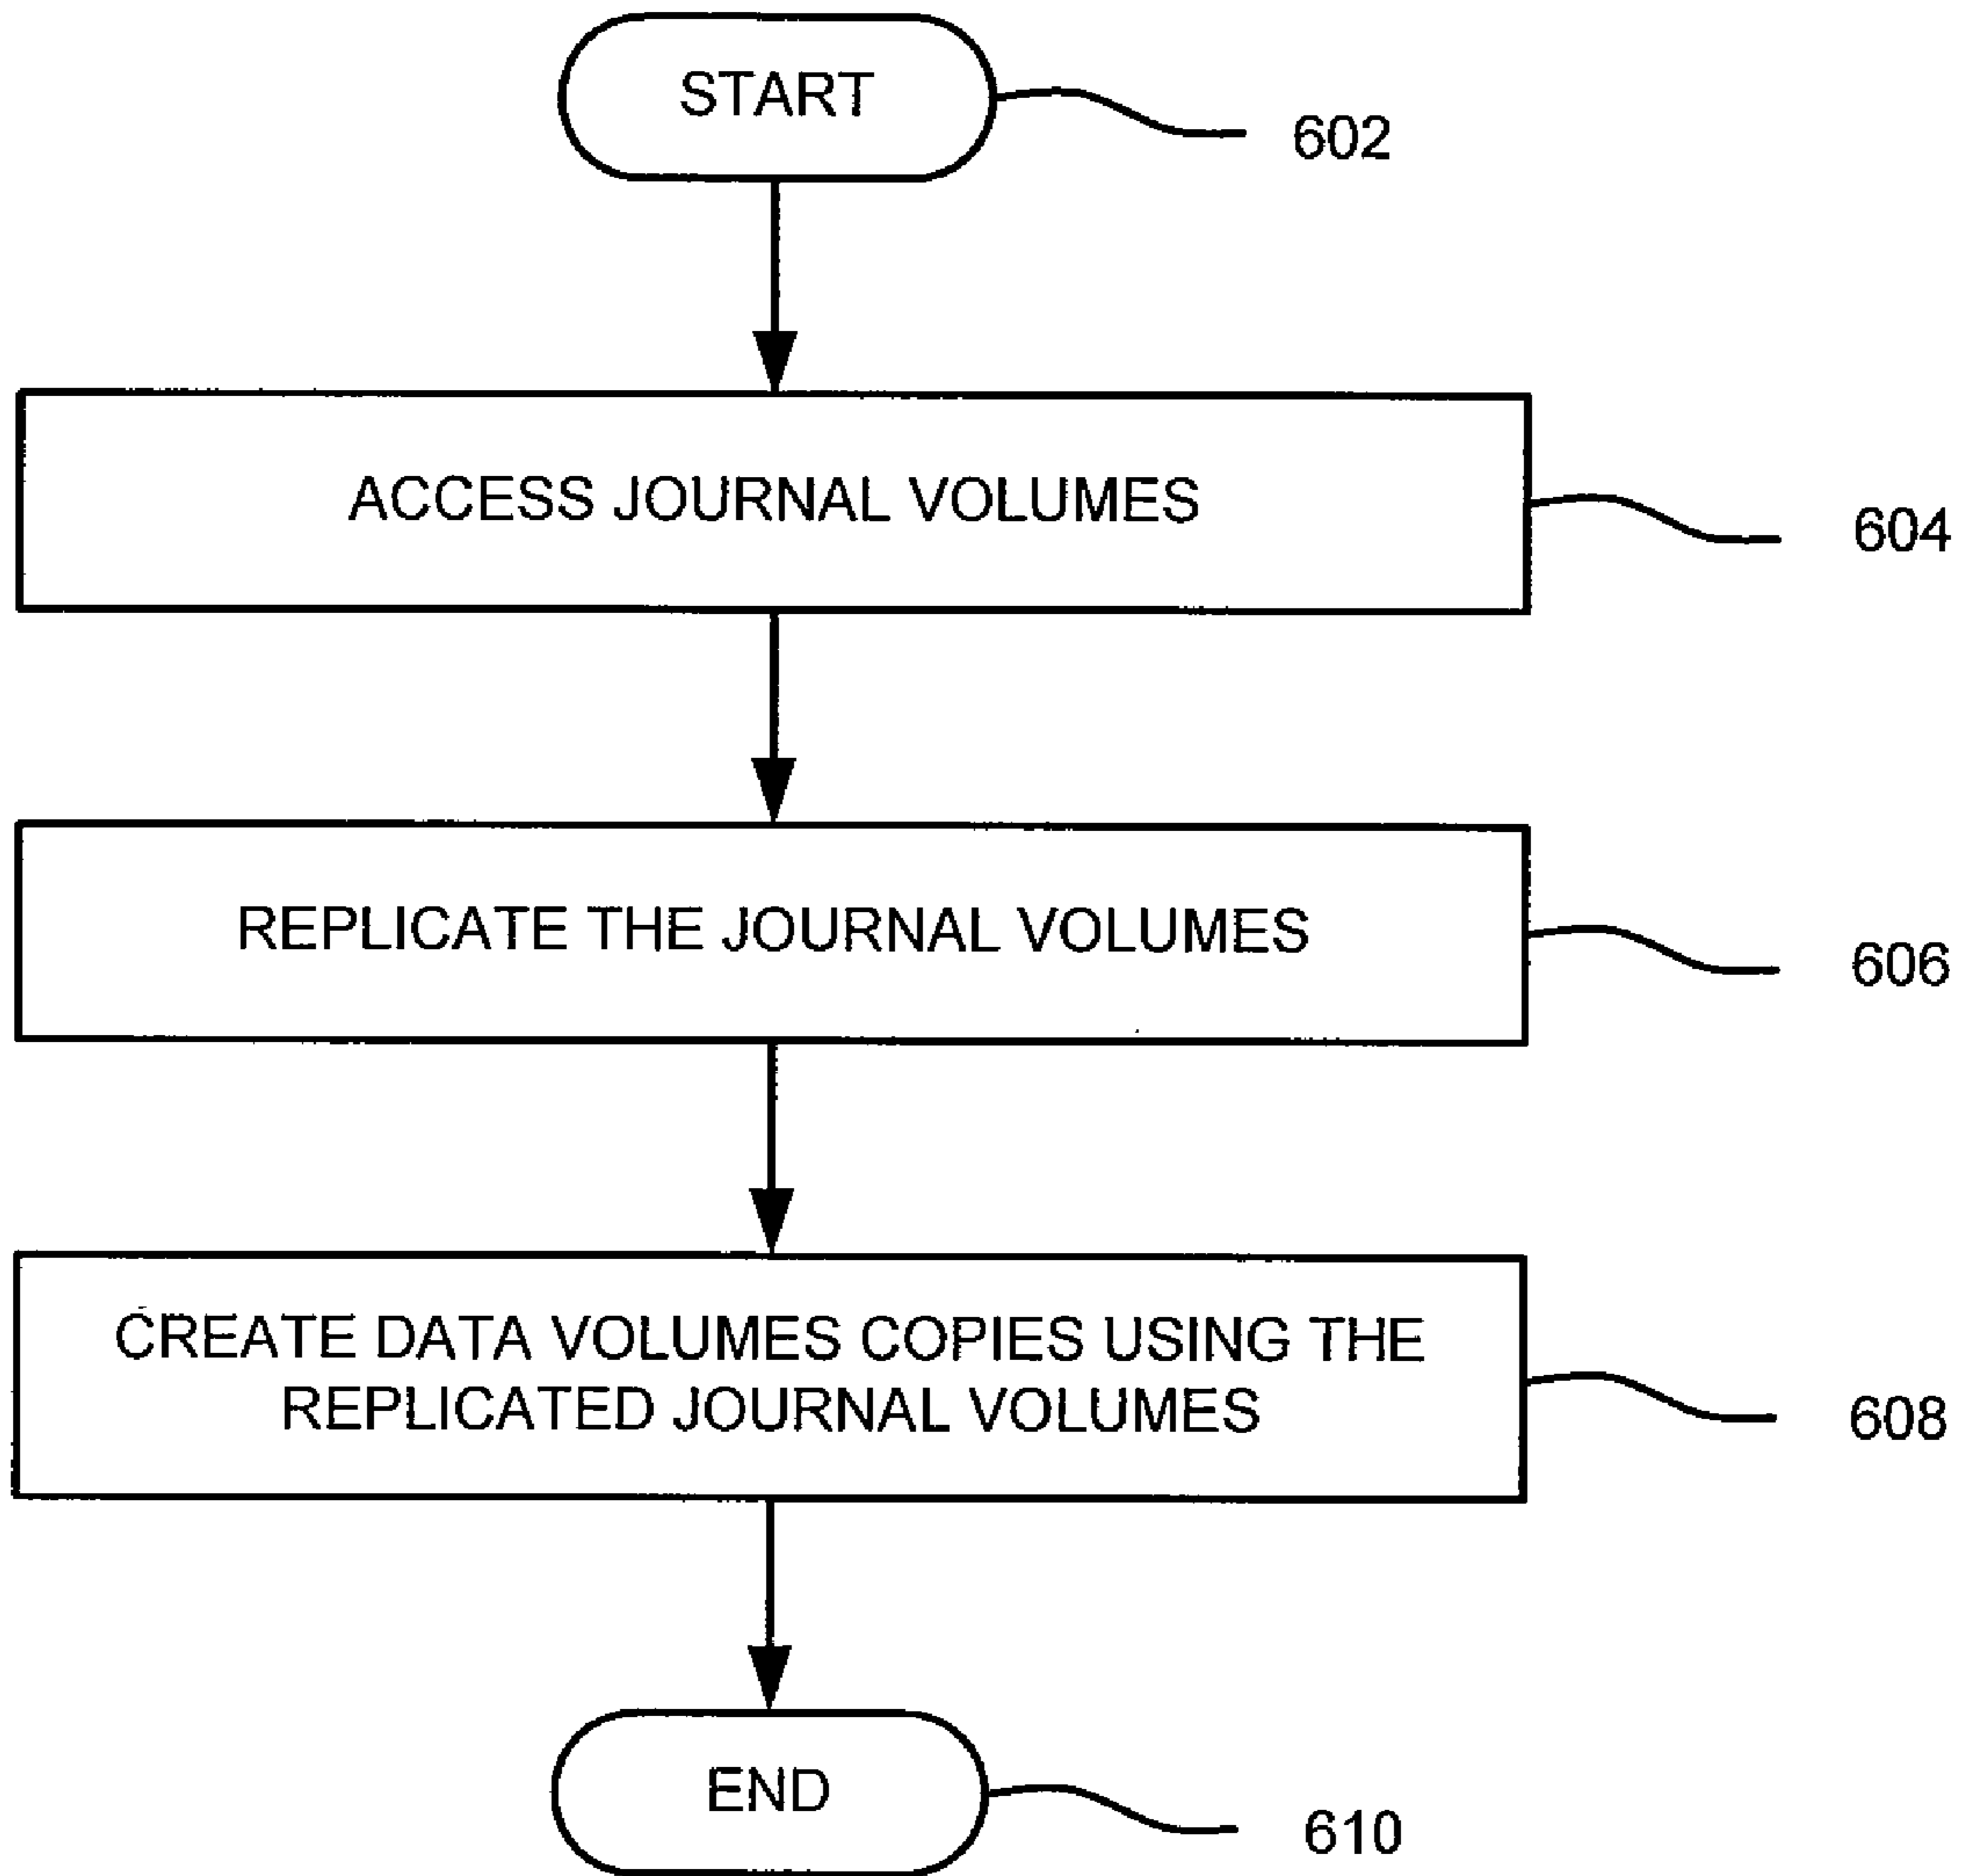 START
602
ACCESS JOURNAL VOLUMES
604
REPLICATE THE JOURNAL VOLUMES
606
CREATE DATA VOLUMES COPIES USING THE
REPLICATED JOURNAL VOLUMES
608
END
610